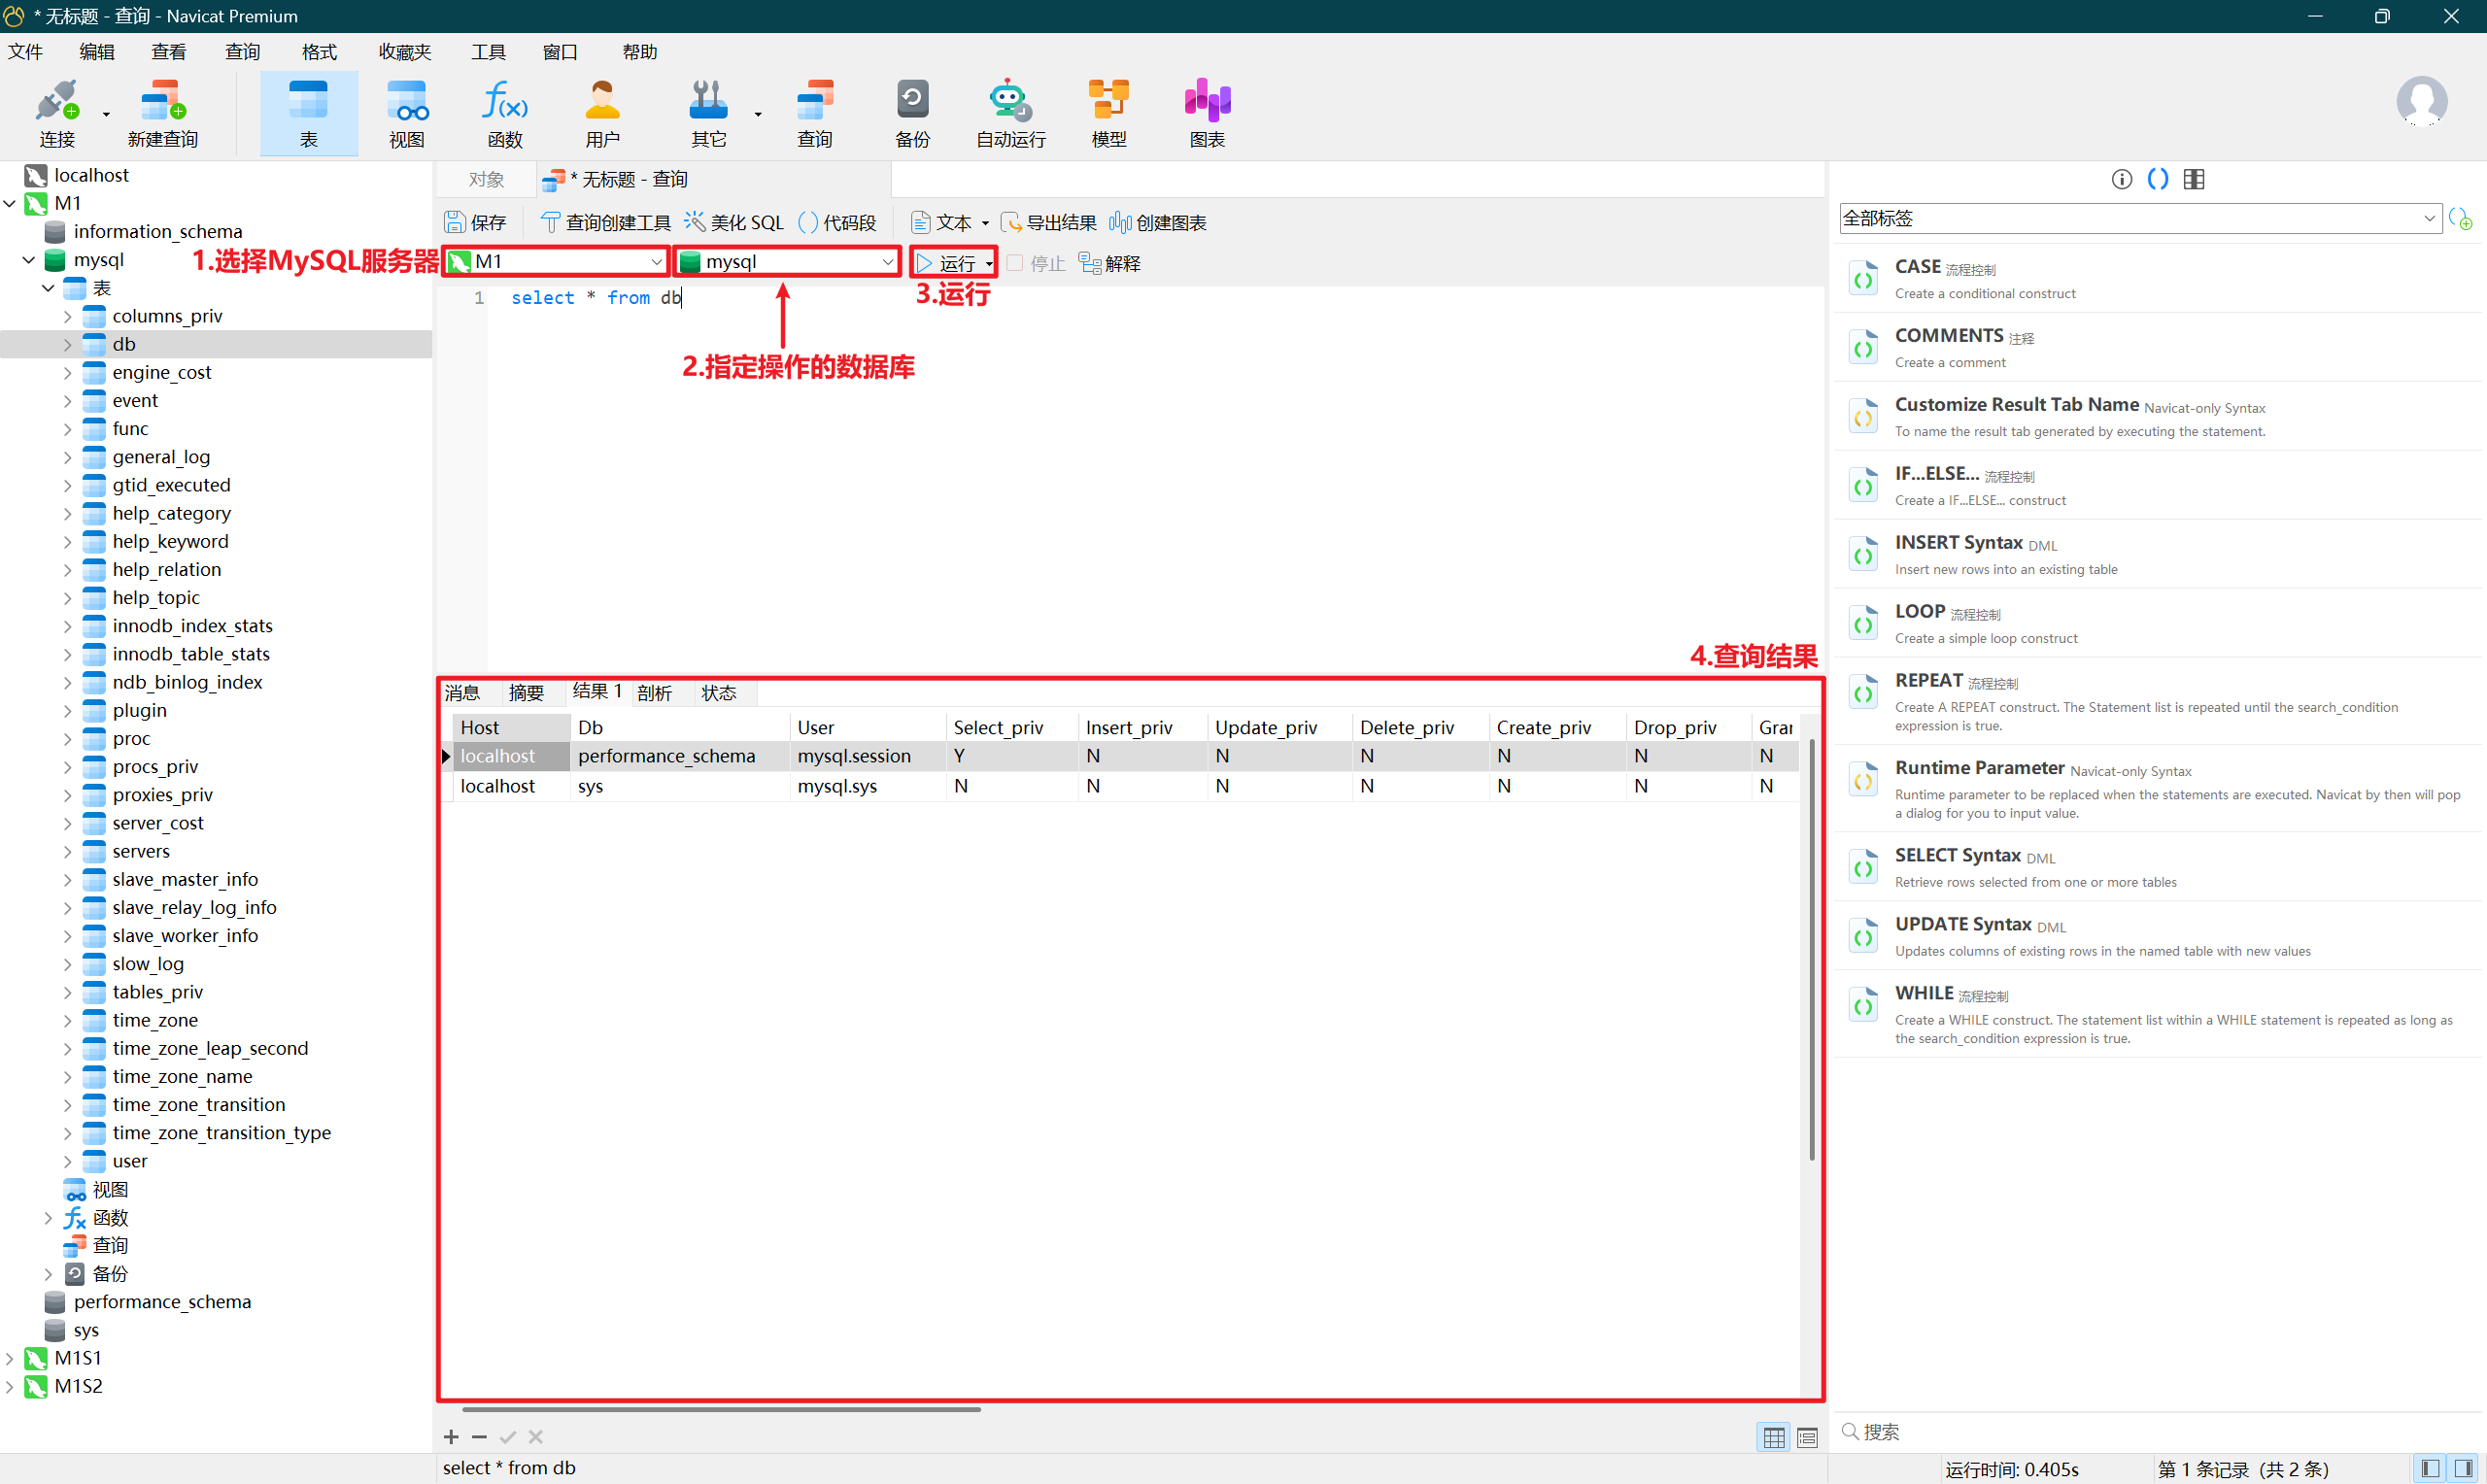 * 无标题 - 查询 - Navicat Premium
文件 编辑 查看 查询 格式 收藏夹 工具 窗口 帮助
连接 新建查询 表 视图 函数 用户 其它 查询 备份 自动运行 模型 图表
localhost
M1
information_schema
mysql
表
columns_priv
db
engine_cost
event
func
general_log
gtid_executed
help_category
help_keyword
help_relation
help_topic
innodb_index_stats
innodb_table_stats
ndb_binlog_index
plugin
proc
procs_priv
proxies_priv
server_cost
servers
slave_master_info
slave_relay_log_info
slave_worker_info
slow_log
tables_priv
time_zone
time_zone_leap_second
time_zone_name
time_zone_transition
time_zone_transition_type
user
视图
函数
查询
备份
performance_schema
sys
M1S1
M1S2
对象 * 无标题 - 查询
保存 查询创建工具 美化 SQL 代码段 文本 导出结果 创建图表
1.选择MySQL服务器 M1 mysql 运行 停止 解释
1 select * from db
3.运行
2.指定操作的数据库
4.查询结果
消息 摘要 结果 1 剖析 状态
Host Db User Select_priv Insert_priv Update_priv Delete_priv Create_priv Drop_priv Grar
localhost performance_schema mysql.session Y N N N N N N
localhost sys mysql.sys N N N N N N N
select * from db
全部标签
CASE 流程控制
Create a conditional construct
COMMENTS 注释
Create a comment
Customize Result Tab Name Navicat-only Syntax
To name the result tab generated by executing the statement.
IF...ELSE... 流程控制
Create a IF...ELSE... construct
INSERT Syntax DML
Insert new rows into an existing table
LOOP 流程控制
Create a simple loop construct
REPEAT 流程控制
Create A REPEAT construct. The Statement list is repeated until the search_condition
expression is true.
Runtime Parameter Navicat-only Syntax
Runtime parameter to be replaced when the statements are executed. Navicat by then will pop
a dialog for you to input value.
SELECT Syntax DML
Retrieve rows selected from one or more tables
UPDATE Syntax DML
Updates columns of existing rows in the named table with new values
WHILE 流程控制
Create a WHILE construct. The statement list within a WHILE statement is repeated as long as
the search_condition expression is true.
搜索
运行时间: 0.405s 第 1 条记录 (共 2 条)